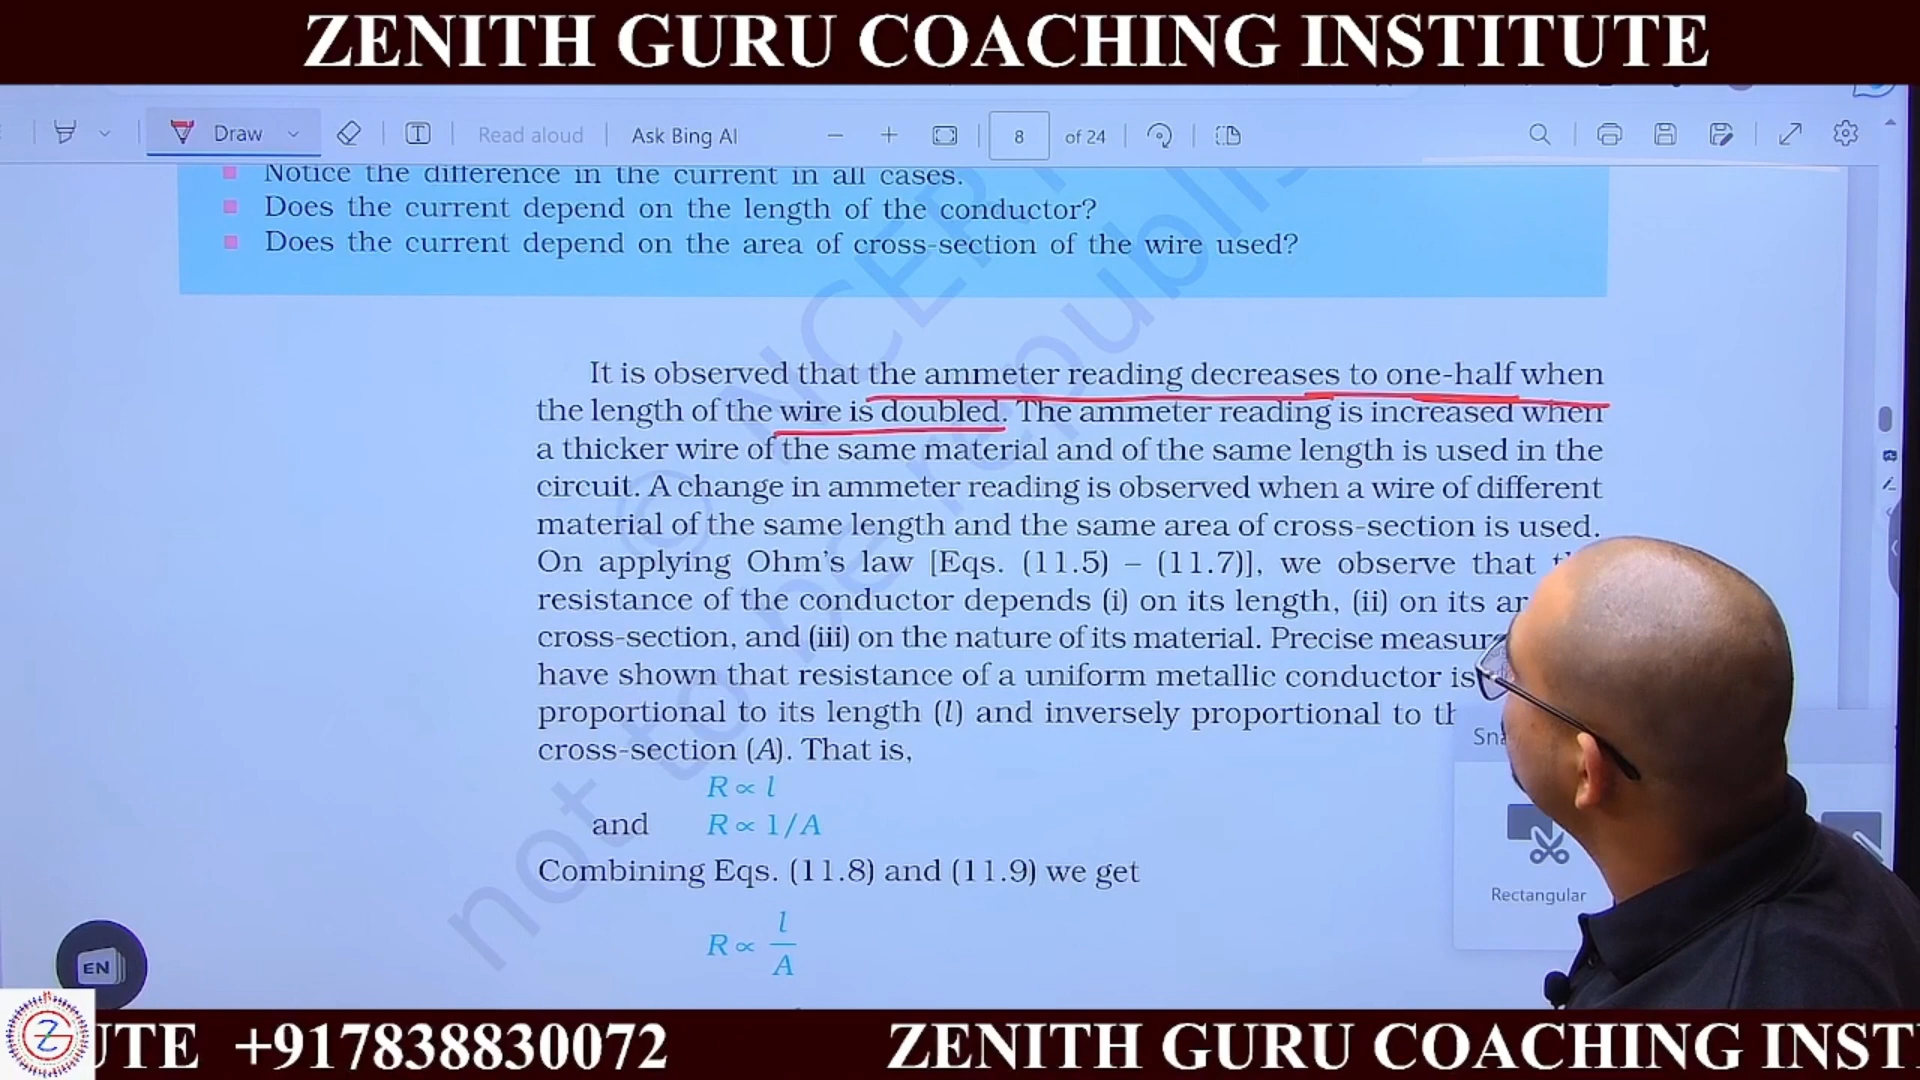 ZENITH GURU COACHING INSTITUTE
Draw
Read aloud
Ask Bing AI
8
of 24
Notice the difference in the current in all cases.
Does the current depend on the length of the conductor?
Does the current depend on the area of cross-section of the wire used?
It is observed that the ammeter reading decreases to one-half when
the length of the wire is doubled. The ammeter reading is increased when
a thicker wire of the same material and of the same length is used in the
circuit. A change in ammeter reading is observed when a wire of different
material of the same length and the same area of cross-section is used.
On applying Ohm’s law [Eqs. (11.5) – (11.7)], we observe that
resistance of the conductor depends (i) on its length, (ii) on its
cross-section, and (iii) on the nature of its material. Precise
have shown that resistance of a uniform metallic conductor is
proportional to its length (l) and inversely proportional to
cross-section (A). That is,
R ∝ l
and R ∝ 1/A
Combining Eqs. (11.8) and (11.9) we get
R ∝ l/A
© NCERT
not to be republis
Rectangular
EN
UTE +917838830072 ZENITH GURU COACHING INST